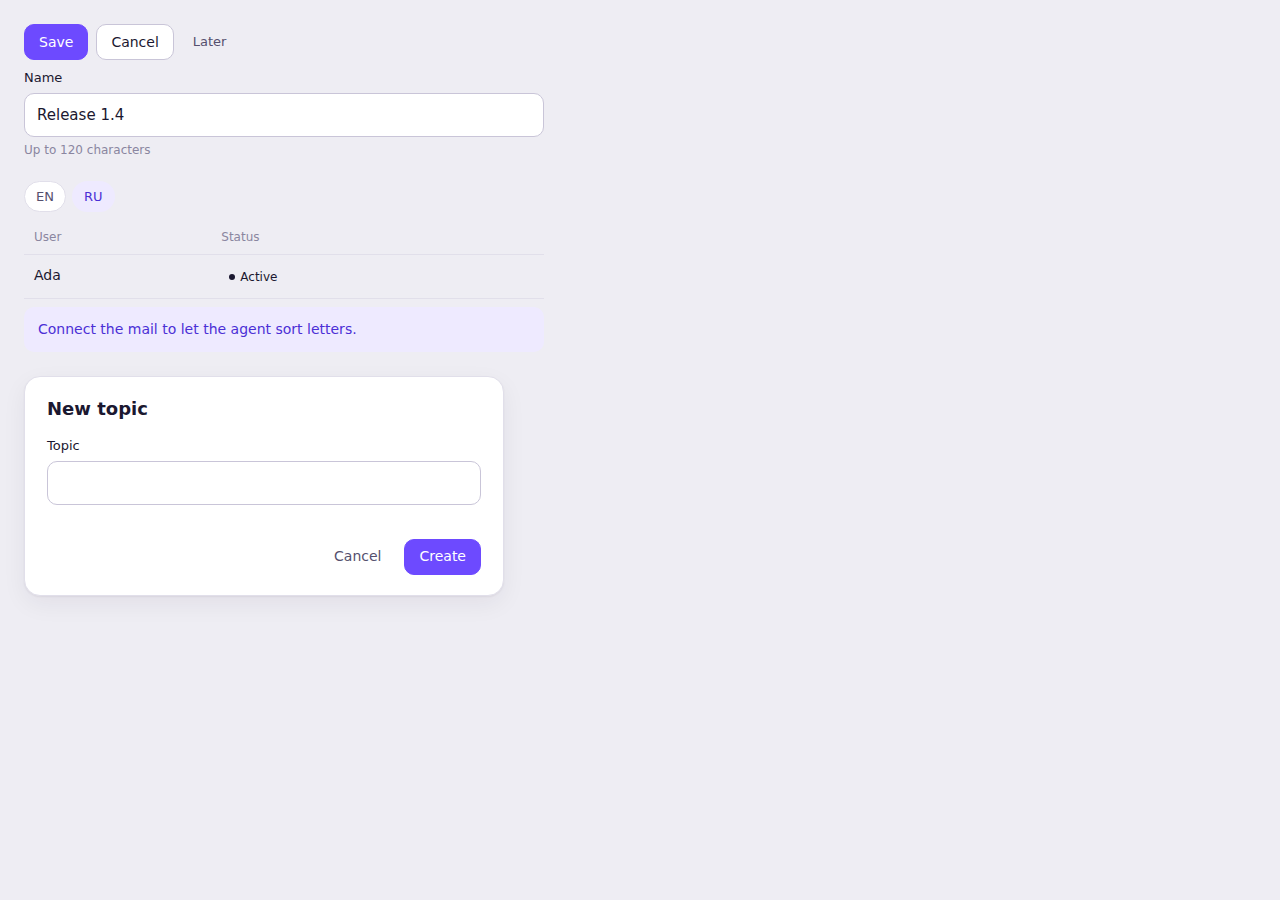 Save Cancel Later
Name
Release 1.4
Up to 120 characters
EN RU
User Status
Ada Active
Connect the mail to let the agent sort letters.
New topic
Topic
Cancel Create